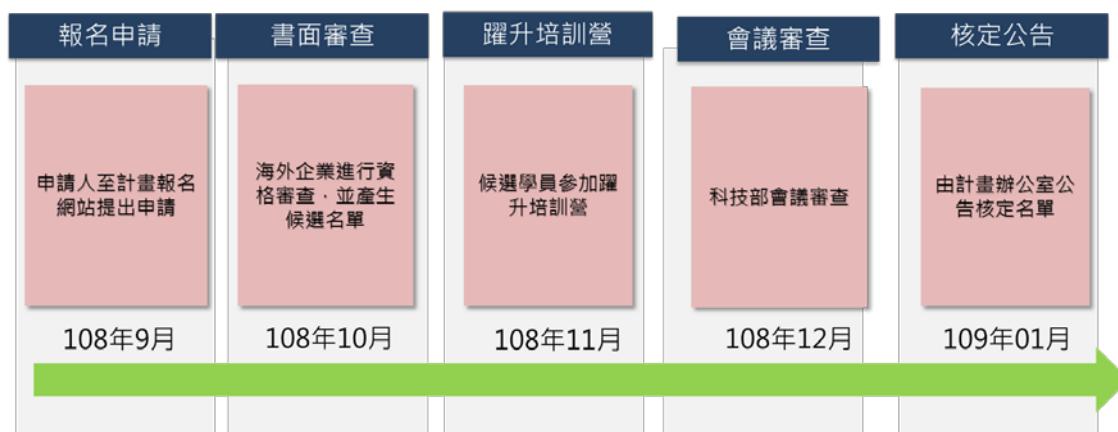 報名申請
申請人至計畫報名
網站提出申請
108年9月
書面審查
海外企業進行資
格審查，並產生
候選名單
108年10月
躍升培訓營
候選學員參加躍
升培訓營
108年11月
會議審查
科技部會議審查
108年12月
核定公告
由計畫辦公室公
告核定名單
109年01月